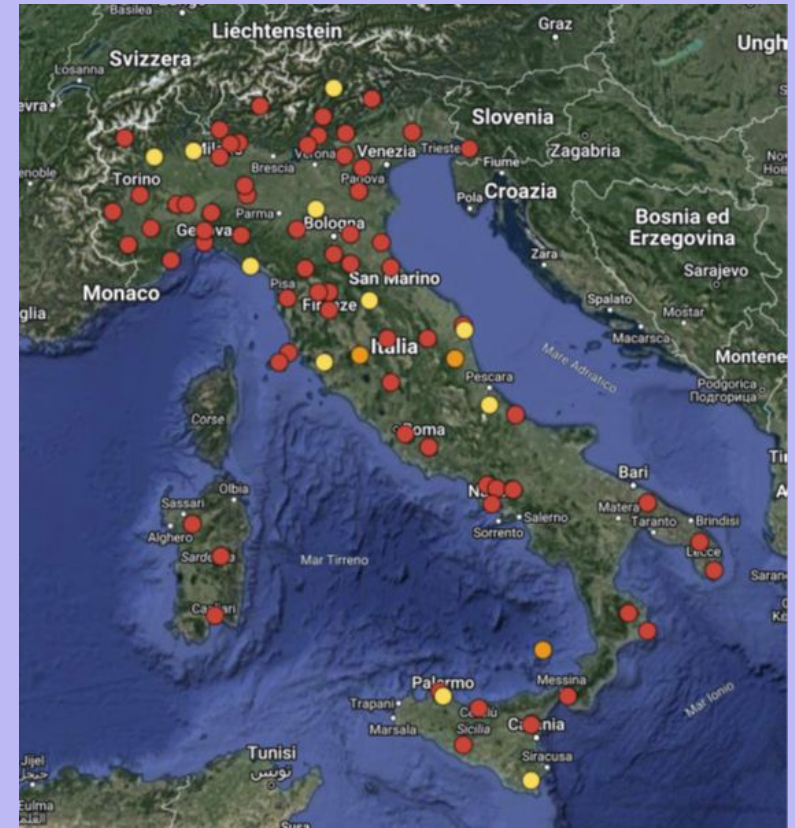 Basilea
Liechtenstein
Graz
Svizzera
Ungh
Losanna
evra
Slovenia
Zagabria
Trieste
Fiume
Verona
Venezia
Brescia
Padova
enoble
Torino
Pola
Croazia
Parma
Bologna
Genova
Bosnia ed
Erzegovina
Zara
Sarajevo
San Marino
Pisa
Monaco
Firenze
Spalato
Mostar
glia
Italia
Macarsca
Montene
Mare Adriatico
Pescara
Podgorica
Подгорица
Corse
Roma
Bari
Olbia
Sassari
Matera
Taranto
Brindisi
Salerno
Alghero
Sorrento
Lecce
Mar Tirreno
Saran
Cagliari
Palermo
Messina
Trapani
Mar Ionio
Marsala
Sicilia
Catania
Siracusa
Tunisi
تونس
Jijel
جيجل
Eulma